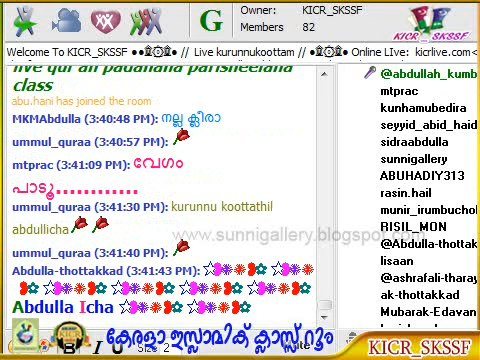 Owner: KICR_SKSSF
G
Members 82
KICR_SKSSF
Welcome To KICR_SKSSF ●●۩۞۩● // Live kurunnukoottam // ●۩۞۩●● Online LIve: kicrlive.com
live qur'an padanana parisheelana
class
abu.hani has joined the room
MKMAbdulla (3:40:48 PM): നല്ല ക്ലീരാ
ummul_quraa (3:40:57 PM):
mtprac (3:41:09 PM): വേഗം
പാടൂ............
ummul_quraa (3:41:30 PM): kurunnu koottathil
abdullicha
www.sunnigallery.blogspot.com
ummul_quraa (3:41:40 PM):
Abdulla-thottakkad (3:41:43 PM):
Abdulla Icha
@abdullah_kumb
mtprac
kunhamubedira
seyyid_abid_haid
sidraabdulla
sunnigallery
ABUHADIY313
rasin.hail
munir_irumbuchol
RISIL_MON
@Abdulla-thottak
lisaan
@ashrafali-tharay
ak-thottakkad
Mubarak-Edavan
കേരളാ ഇസ്ലാമിക് ക്ലാസ്സ് റൂം
B I U Size 2
KICR_SKSSF